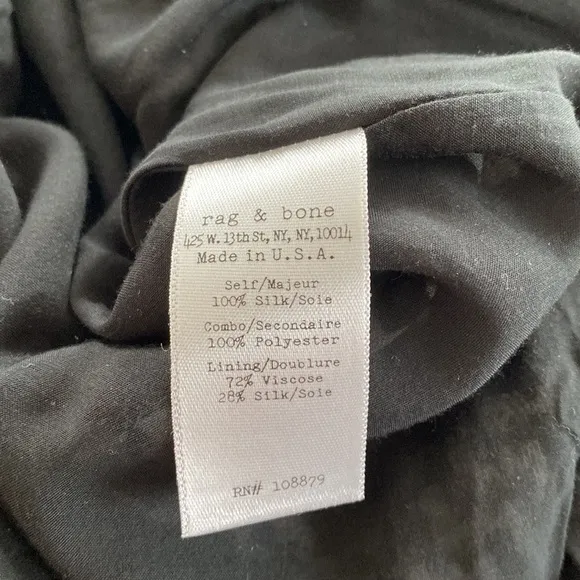 rag & bone
425 W. 13th St, NY, NY, 10014
Made in U.S.A.
Self/Majeur
100% Silk/Soie
Combo/Secondaire
100% Polyester
Lining/Doublure
72% Viscose
28% Silk/Soie
RN# 108879